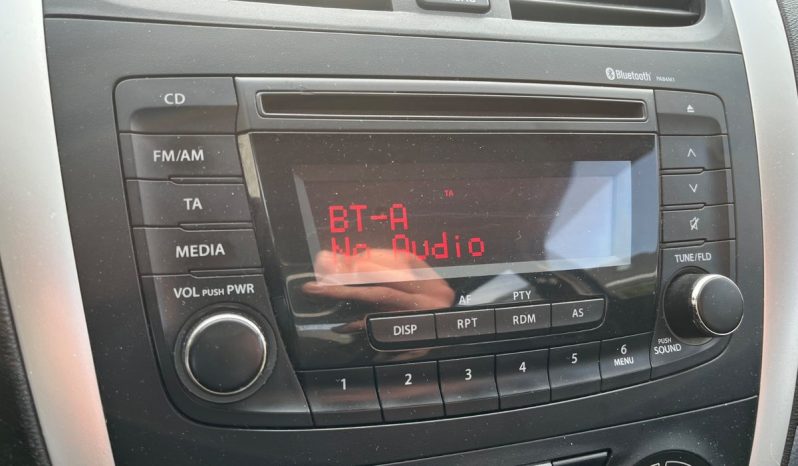 Bluetooth PAB4M1
CD
FM/AM
TA
MEDIA
VOL PUSH PWR
TA
BT-A
No Audio
AF PTY
DISP RPT RDM AS
1 2 3 4 5 6
MENU
TUNE/FLD
PUSH
SOUND